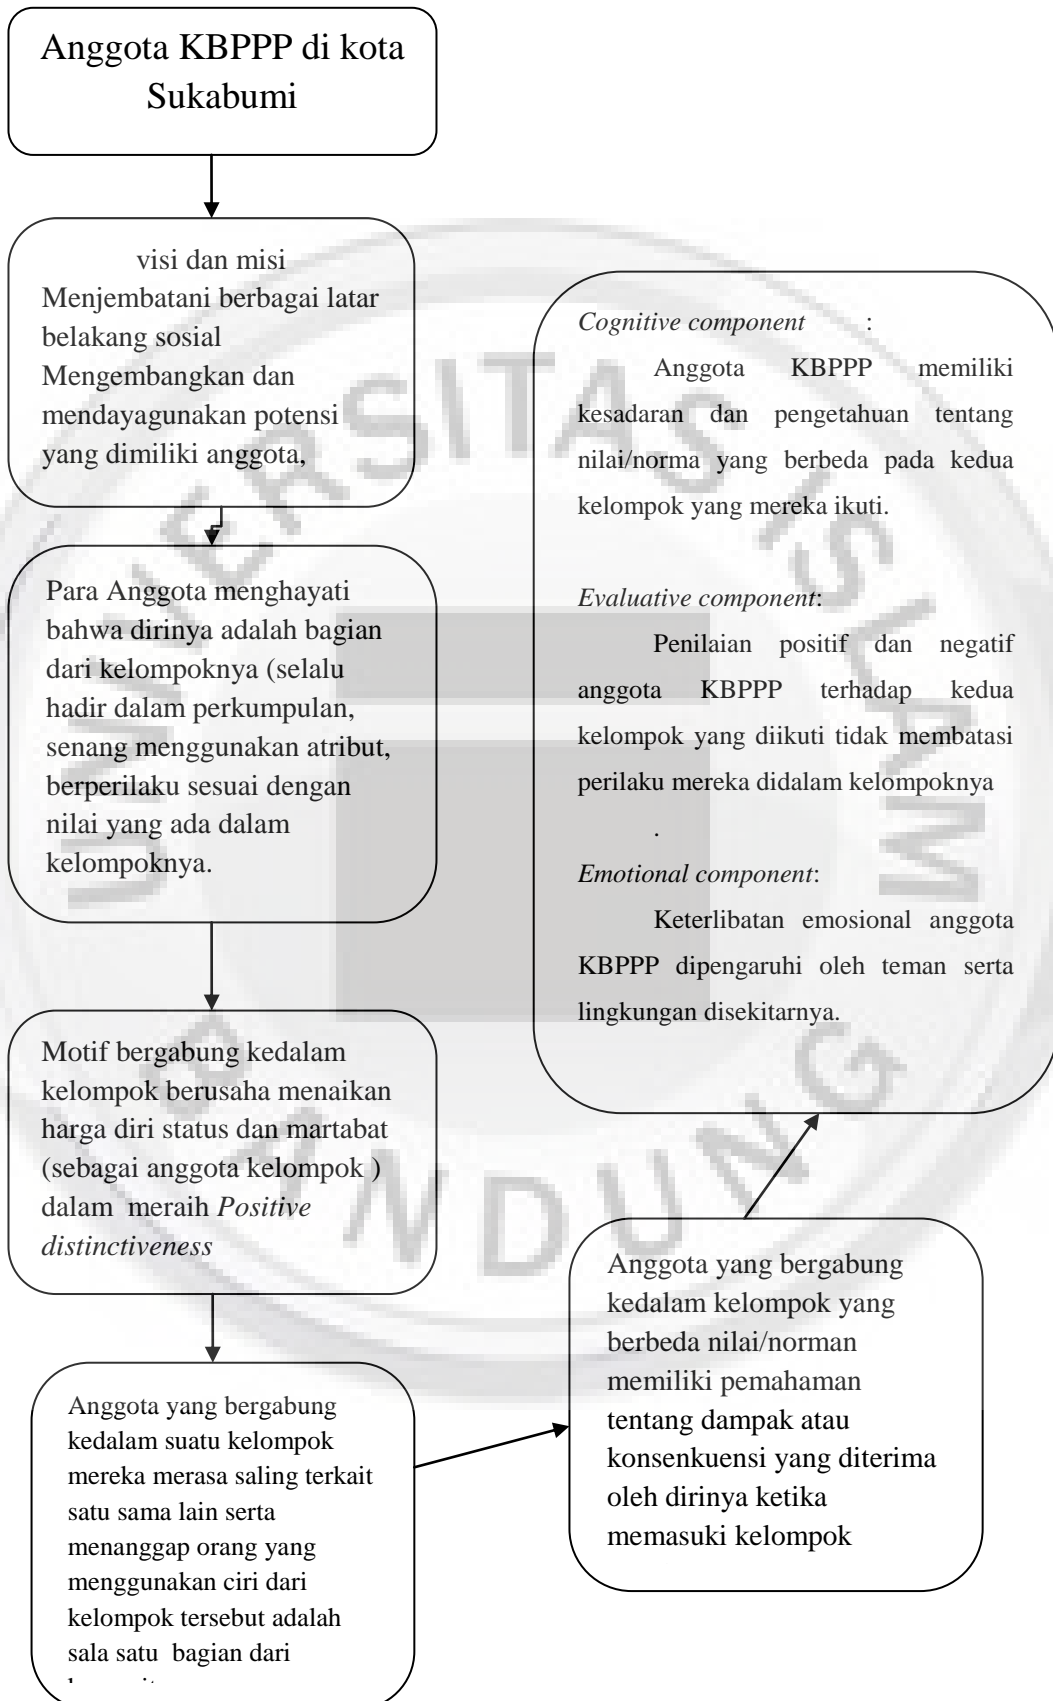 Anggota KBPPP di kota
Sukabumi
visi dan misi
Menjembatani berbagai latar
belakang sosial
Mengembangkan dan
mendayagunakan potensi
yang dimiliki anggota,
Para Anggota menghayati
bahwa dirinya adalah bagian
dari kelompoknya (selalu
hadir dalam perkumpulan,
senang menggunakan atribut,
berperilaku sesuai dengan
nilai yang ada dalam
kelompoknya.
Motif bergabung kedalam
kelompok berusaha menaikan
harga diri status dan martabat
(sebagai anggota kelompok )
dalam meraih Positive
distinctiveness
Anggota yang bergabung
kedalam suatu kelompok
mereka merasa saling terkait
satu sama lain serta
menanggap orang yang
menggunakan ciri dari
kelompok tersebut adalah
sala satu bagian dari
Anggota yang bergabung
kedalam kelompok yang
berbeda nilai/norman
memiliki pemahaman
tentang dampak atau
konsenkuensi yang diterima
oleh dirinya ketika
memasuki kelompok
Cognitive component :
Anggota KBPPP memiliki
kesadaran dan pengetahuan tentang
nilai/norma yang berbeda pada kedua
kelompok yang mereka ikuti.
Evaluative component:
Penilaian positif dan negatif
anggota KBPPP terhadap kedua
kelompok yang diikuti tidak membatasi
perilaku mereka didalam kelompoknya
.
Emotional component:
Keterlibatan emosional anggota
KBPPP dipengaruhi oleh teman serta
lingkungan disekitarnya.
UNIVERSITAS ISLAM
BANDUNG